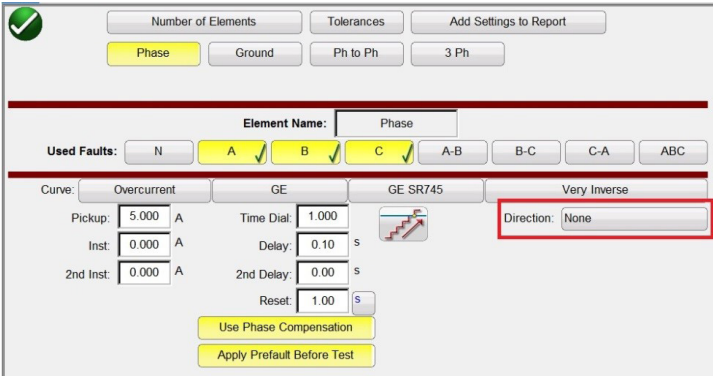 Number of Elements Tolerances Add Settings to Report
Phase Ground Ph to Ph 3 Ph
Element Name: Phase
Used Faults: N A B C A-B B-C C-A ABC
Curve: Overcurrent GE GE SR745 Very Inverse
Pickup: 5.000 A Time Dial: 1.000 Direction: None
Inst: 0.000 A Delay: 0.10 s
2nd Inst: 0.000 A 2nd Delay: 0.00 s
Reset: 1.00 s
Use Phase Compensation
Apply Prefault Before Test